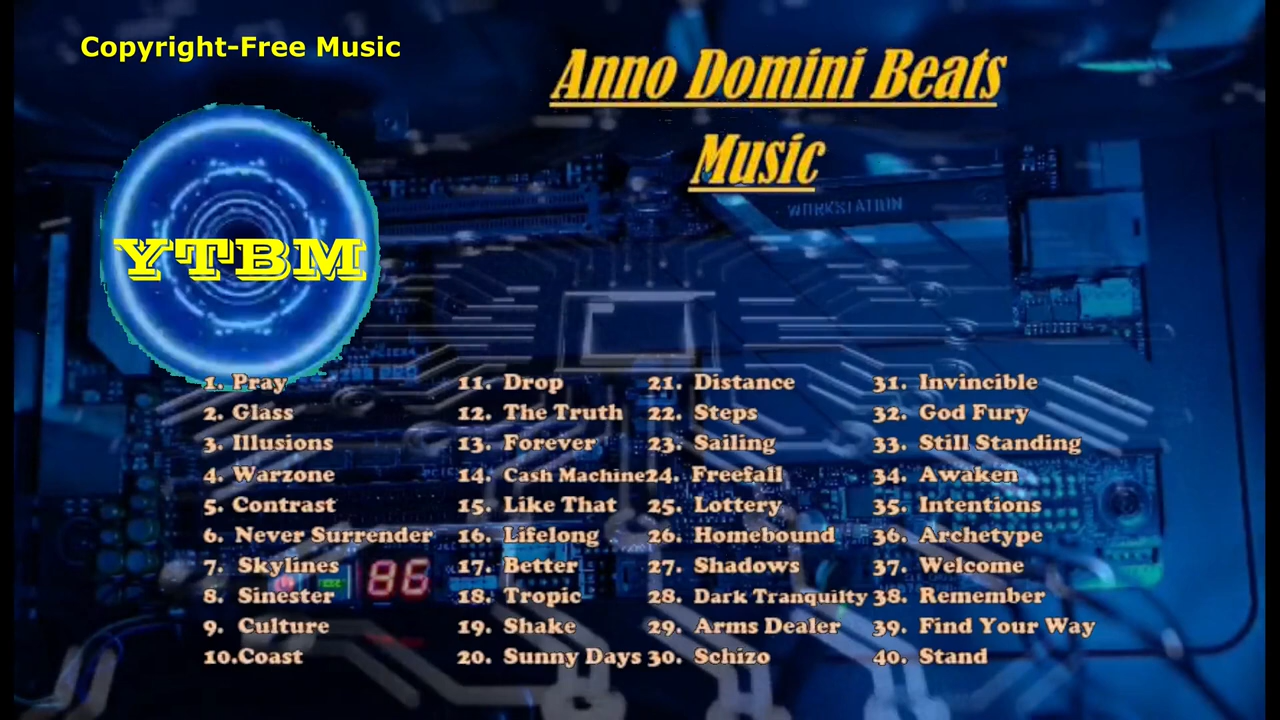 Copyright-Free Music
Anno Domini Beats
Music
WORKSTATION
YTBM
1. Pray
2. Glass
3. Illusions
4. Warzone
5. Contrast
6. Never Surrender
7. Skylines
8. Sinester
9. Culture
10.Coast
11. Drop
12. The Truth
13. Forever
14. Cash Machine
15. Like That
16. Lifelong
17. Better
18. Tropic
19. Shake
20. Sunny Days
21. Distance
22. Steps
23. Sailing
24. Freefall
25. Lottery
26. Homebound
27. Shadows
28. Dark Tranquilty
29. Arms Dealer
30. Schizo
31. Invincible
32. God Fury
33. Still Standing
34. Awaken
35. Intentions
36. Archetype
37. Welcome
38. Remember
39. Find Your Way
40. Stand
86